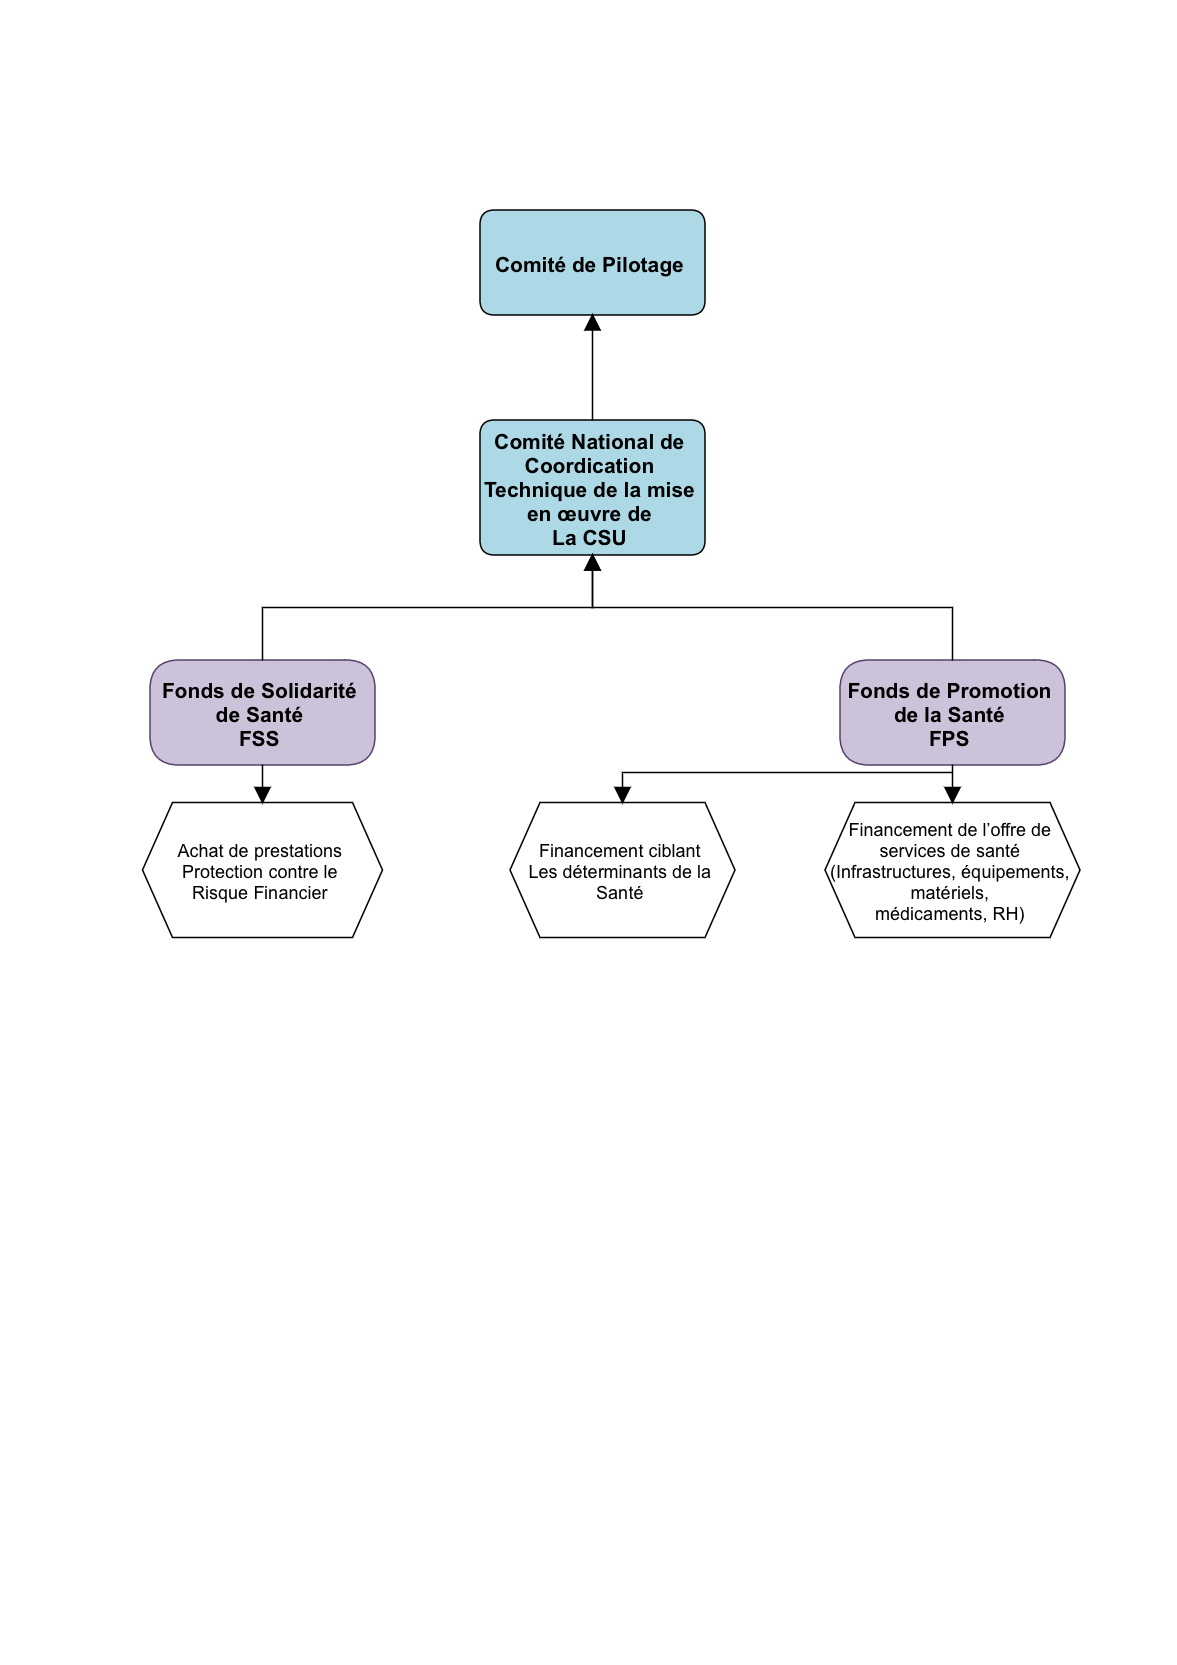 Comité de Pilotage
Comité National de
Coordication
Technique de la mise
en œuvre de
La CSU
Fonds de Solidarité
de Santé
FSS
Fonds de Promotion
de la Santé
FPS
Achat de prestations
Protection contre le
Risque Financier
Financement ciblant
Les déterminants de la
Santé
Financement de l’offre de
services de santé
(Infrastructures, équipements,
matériels,
médicaments, RH)